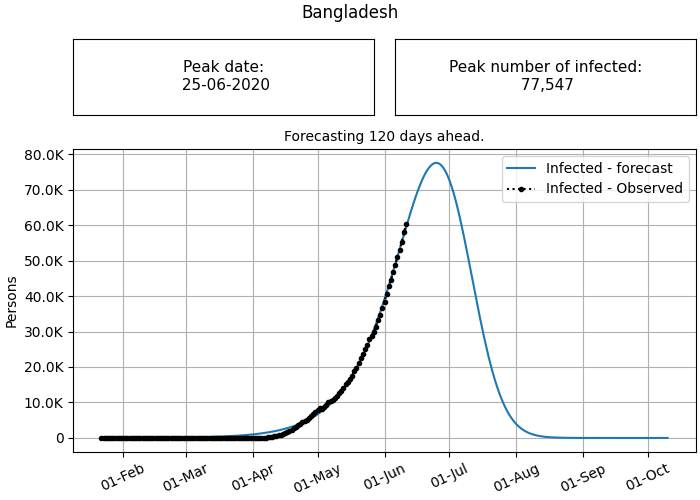 Bangladesh
Peak date:
25-06-2020
Peak number of infected:
77,547
Forecasting 120 days ahead.
Infected - forecast
Infected - Observed
80.0K
70.0K
60.0K
50.0K
40.0K
30.0K
20.0K
10.0K
0
Persons
01-Feb
01-Mar
01-Apr
01-May
01-Jun
01-Jul
01-Aug
01-Sep
01-Oct